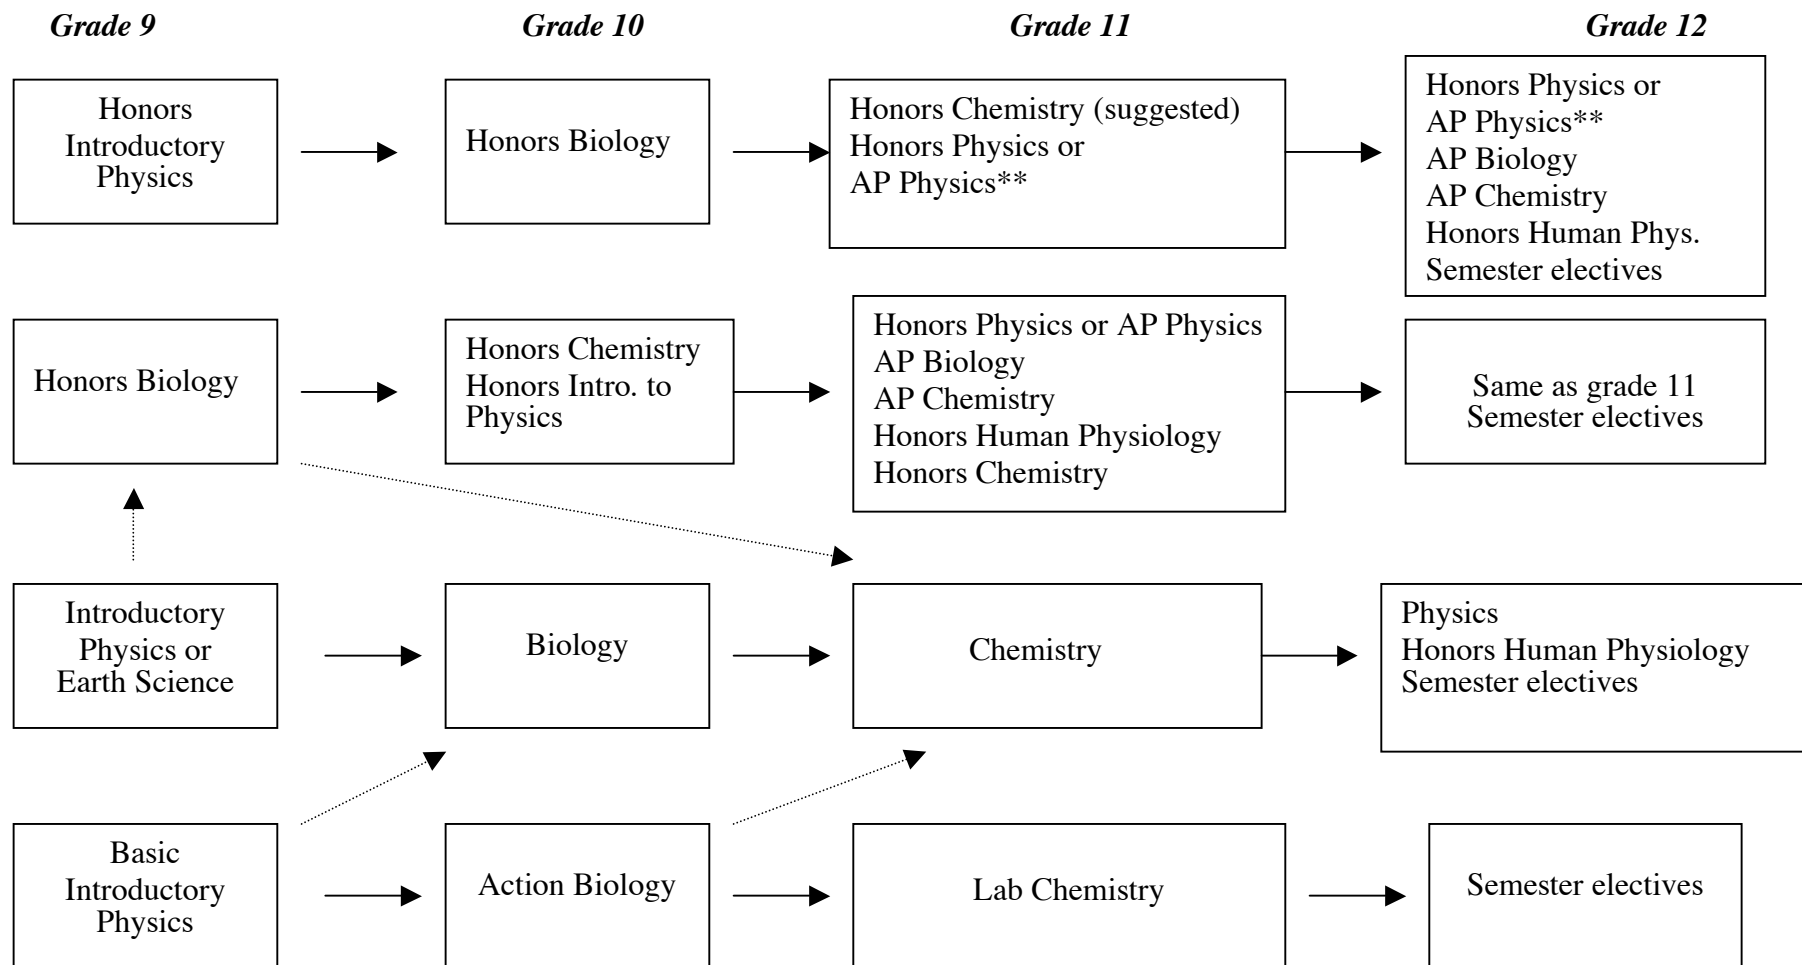 Grade 9 Grade 10 Grade 11 Grade 12
Honors
Introductory
Physics
Honors Biology
Honors Chemistry (suggested)
Honors Physics or
AP Physics**
Honors Physics or
AP Physics**
AP Biology
AP Chemistry
Honors Human Phys.
Semester electives
Honors Biology
Honors Chemistry
Honors Intro. to
Physics
Honors Physics or AP Physics
AP Biology
AP Chemistry
Honors Human Physiology
Honors Chemistry
Same as grade 11
Semester electives
Introductory
Physics or
Earth Science
Biology
Chemistry
Physics
Honors Human Physiology
Semester electives
Basic
Introductory
Physics
Action Biology
Lab Chemistry
Semester electives